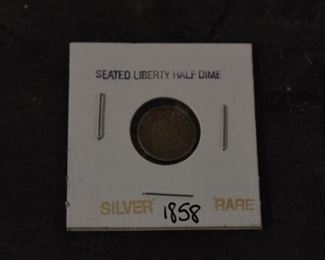 SEATED LIBERTY HALF DIME
SILVER 1858 RARE